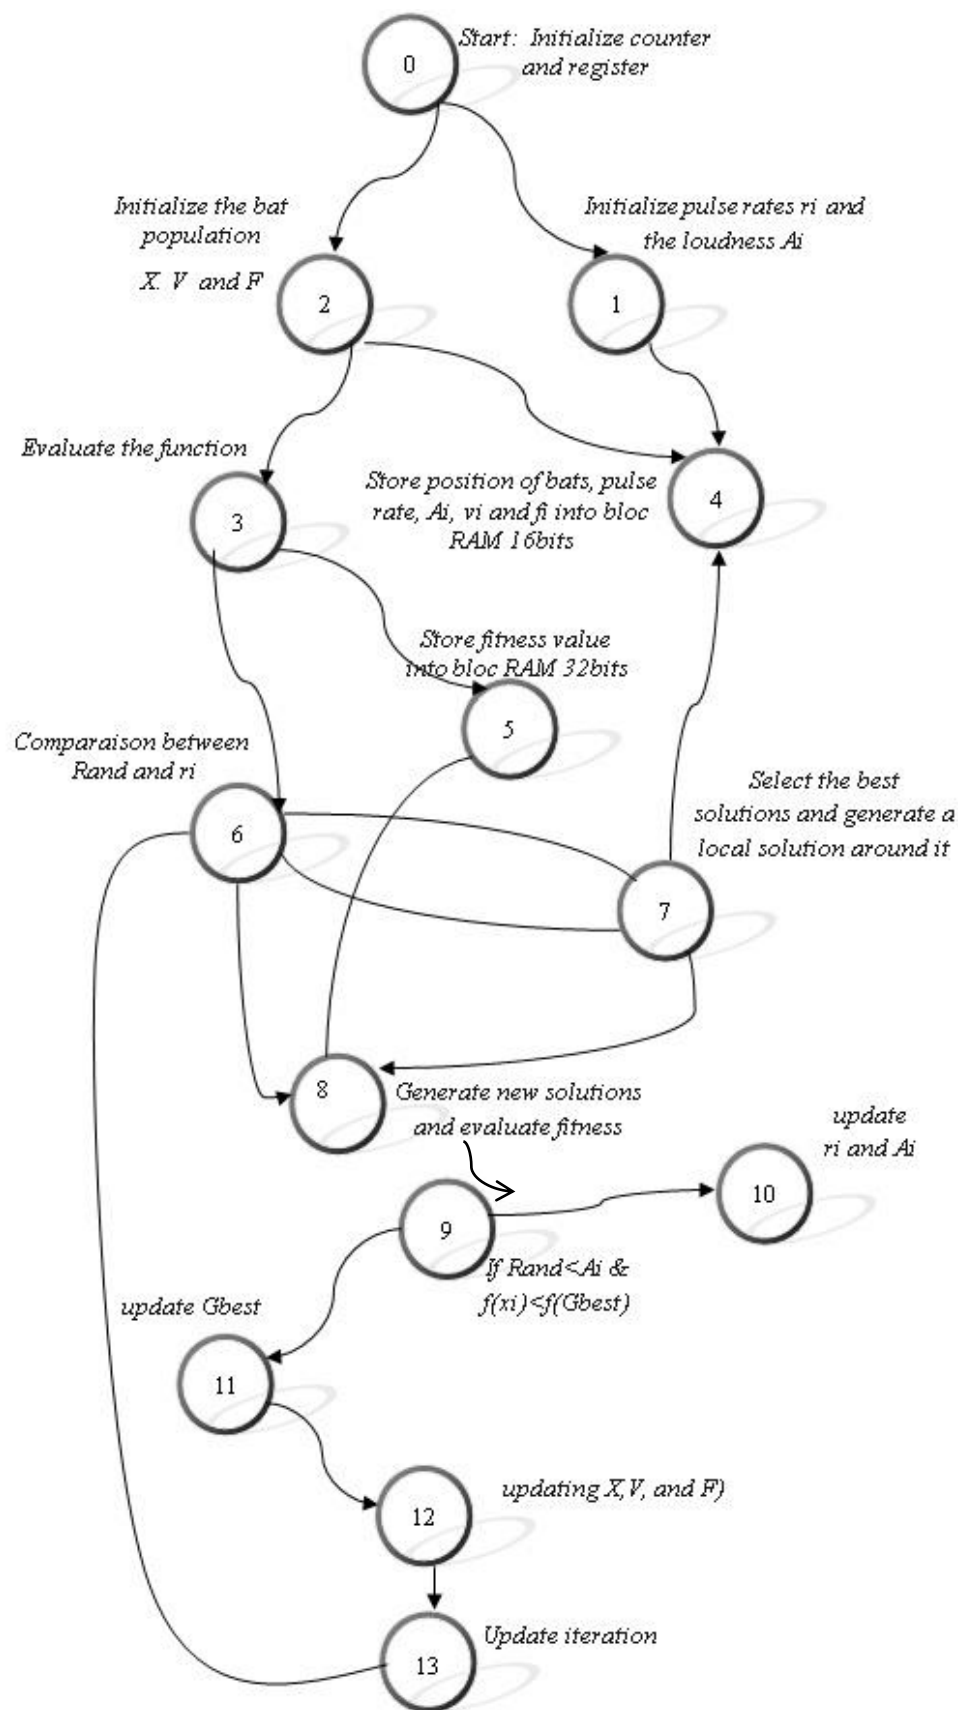 0
Start:  Initialize counter
and register
Initialize the bat
population
X. V  and F
Initialize pulse rates ri and
the loudness Ai
2
1
Evaluate the function
3
Store position of bats, pulse
rate, Ai, vi and fi into bloc
RAM 16bits
4
Store fitness value
into bloc RAM 32bits
5
Comparaison between
Rand and ri
6
Select the best
solutions and generate a
local solution around it
7
8
Generate new solutions
and evaluate fitness
update
ri and Ai
10
9
If Rand<Ai &
f(xi)<f(Gbest)
update Gbest
11
12
updating X,V, and F)
13
Update iteration